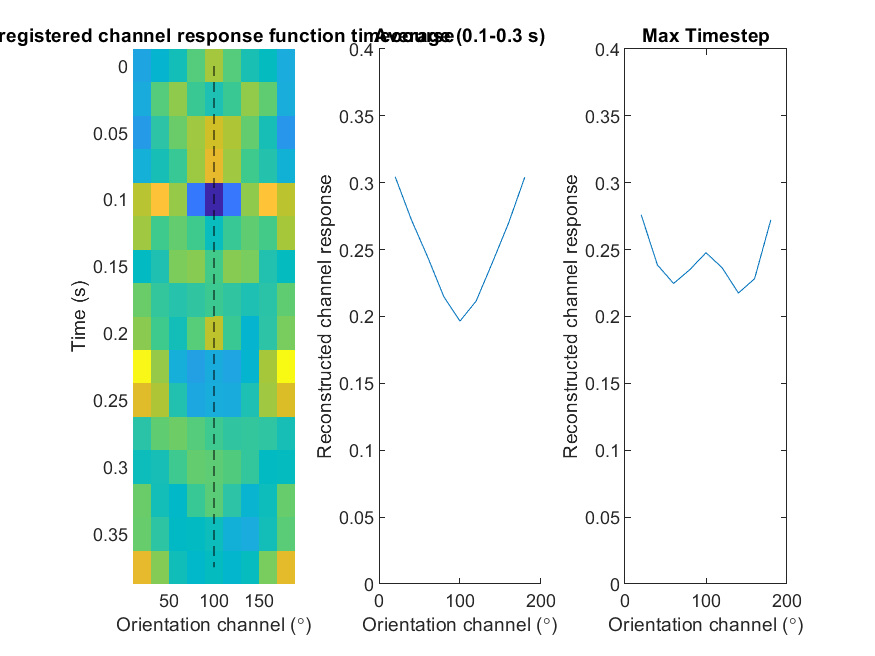 registered channel response function timecourse
Average (0.1-0.3 s)
Max Timestep
0
0.05
0.1
0.15
0.2
0.25
0.3
0.35
Time (s)
50 100 150
Orientation channel (°)
0.4
0.35
0.3
0.25
0.2
0.15
0.1
0.05
0
Reconstructed channel response
0 100 200
Orientation channel (°)
0.4
0.35
0.3
0.25
0.2
0.15
0.1
0.05
0
Reconstructed channel response
0 100 200
Orientation channel (°)